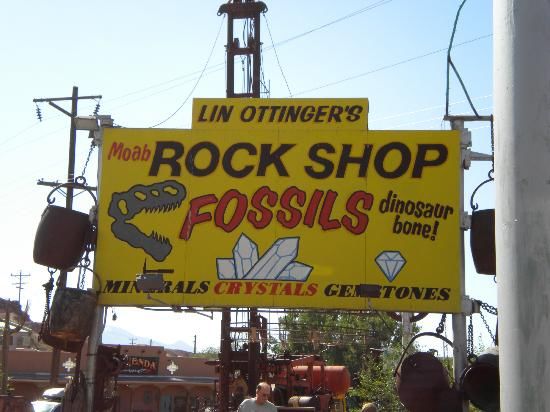 LIN OTTINGER'S
Moab ROCK SHOP
FOSSILS dinosaur
bone!
MINERALS CRYSTALS GEMSTONES